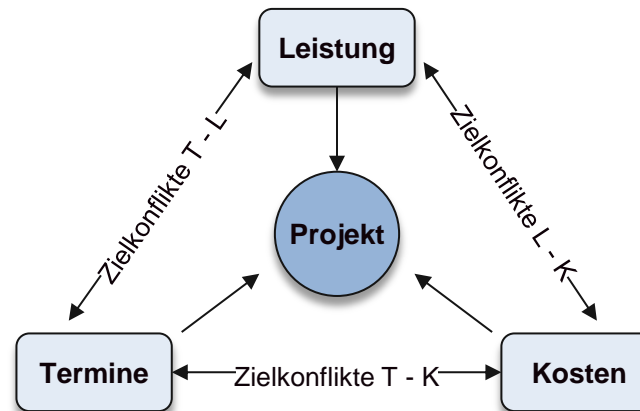 Leistung
Zielkonflikte T - L
Zielkonflikte L - K
Projekt
Termine
Zielkonflikte T - K
Kosten